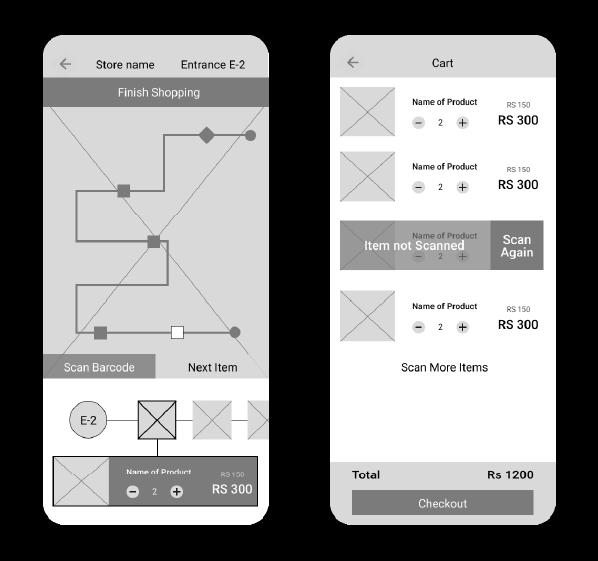 Store name Entrance E-2
Finish Shopping
Scan Barcode Next Item
E-2
Name of Product RS 150
2 RS 300
Cart
Name of Product RS 150
2 RS 300
Name of Product RS 150
2 RS 300
Name of Product
Item not Scanned
2
Scan
Again
Name of Product RS 150
2 RS 300
Scan More Items
Total Rs 1200
Checkout